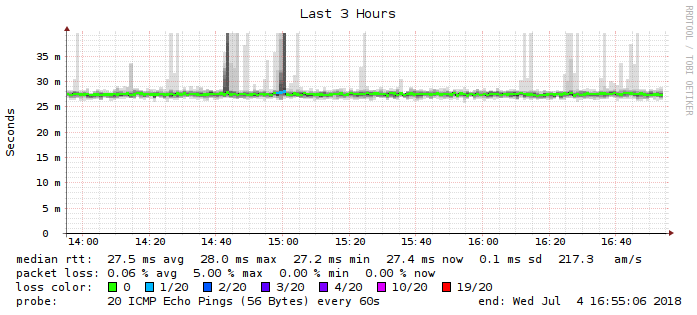 Last 3 Hours
RRDTOOL / TOBI OETIKER
Seconds
35 m
30 m
25 m
20 m
15 m
10 m
5 m
0
14:00 14:20 14:40 15:00 15:20 15:40 16:00 16:20 16:40
median rtt: 27.5 ms avg 28.0 ms max 27.2 ms min 27.4 ms now 0.1 ms sd 217.3 am/s
packet loss: 0.06 % avg 5.00 % max 0.00 % min 0.00 % now
loss color: 0 1/20 2/20 3/20 4/20 10/20 19/20
probe: 20 ICMP Echo Pings (56 Bytes) every 60s end: Wed Jul 4 16:55:06 2018